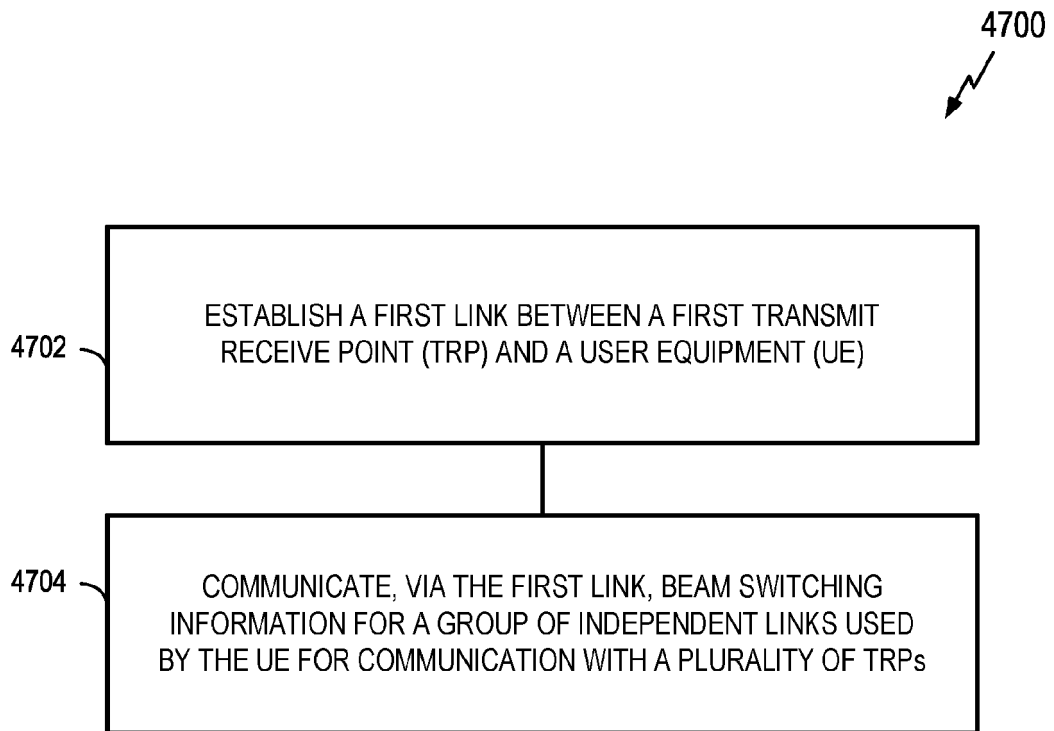 4700
4702
ESTABLISH A FIRST LINK BETWEEN A FIRST TRANSMIT
RECEIVE POINT (TRP) AND A USER EQUIPMENT (UE)
4704
COMMUNICATE, VIA THE FIRST LINK, BEAM SWITCHING
INFORMATION FOR A GROUP OF INDEPENDENT LINKS USED
BY THE UE FOR COMMUNICATION WITH A PLURALITY OF TRPs